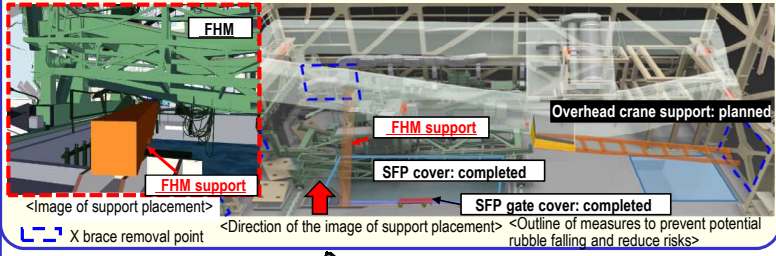 FHM
Overhead crane support: planned
FHM support
SFP cover: completed
FHM support
SFP gate cover: completed
<Image of support placement>
<Direction of the image of support placement>
<Outline of measures to prevent potential
rubble falling and reduce risks>
X brace removal point